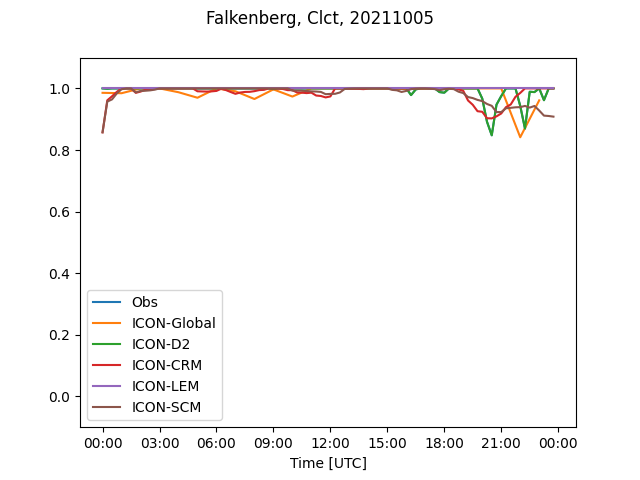 Falkenberg, Clct, 20211005
1.0
0.8
0.6
0.4
0.2
0.0
Obs
ICON-Global
ICON-D2
ICON-CRM
ICON-LEM
ICON-SCM
00:00 03:00 06:00 09:00 12:00 15:00 18:00 21:00 00:00
Time [UTC]